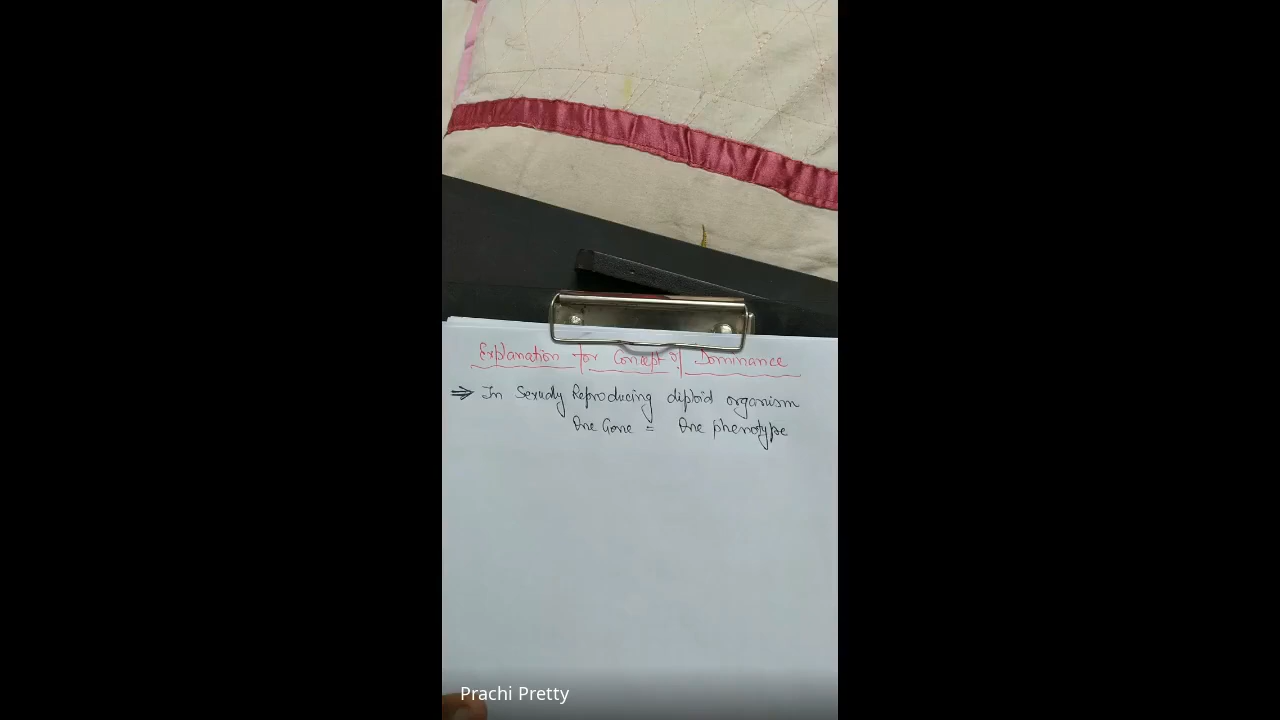 Explanation for Concept of Dominance
⇒ In Sexually Reproducing diploid organism
One Gene = One phenotype
Prachi Pretty